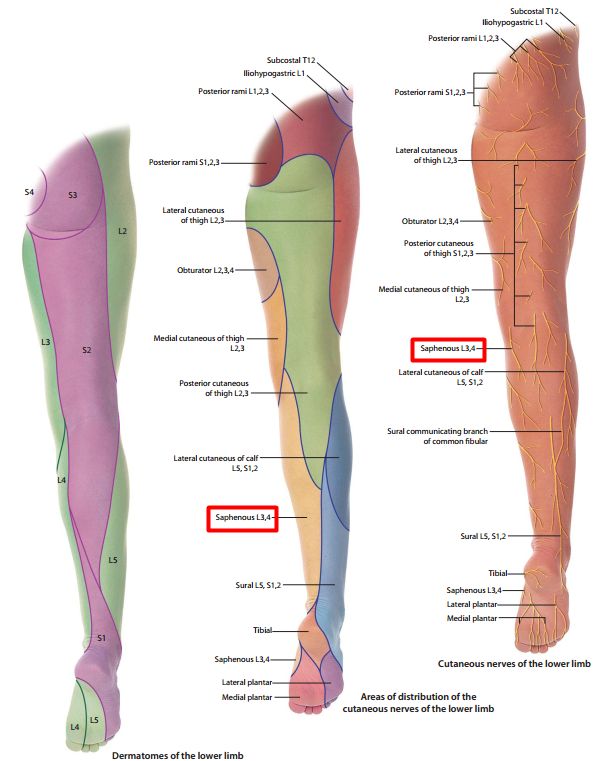 S4
S3
L2
L3
S2
L4
L5
S1
L4
L5
Dermatomes of the lower limb
Subcostal T12
Iliohypogastric L1
Posterior rami L1,2,3
Posterior rami S1,2,3
Lateral cutaneous
of thigh L2,3
Obturator L2,3,4
Medial cutaneous of thigh
L2,3
Posterior cutaneous
of thigh L2,3
Lateral cutaneous of calf
L5, S1,2
Saphenous L3,4
Sural L5, S1,2
Tibial
Saphenous L3,4
Lateral plantar
Medial plantar
Areas of distribution of the
cutaneous nerves of the lower limb
Subcostal T12
Iliohypogastric L1
Posterior rami L1,2,3
Posterior rami S1,2,3
Lateral cutaneous
of thigh L2,3
Obturator L2,3,4
Posterior cutaneous
of thigh S1,2,3
Medial cutaneous of thigh
L2,3
Saphenous L3,4
Lateral cutaneous of calf
L5, S1,2
Sural communicating branch
of common fibular
Sural L5, S1,2
Tibial
Saphenous L3,4
Lateral plantar
Medial plantar
Cutaneous nerves of the lower limb